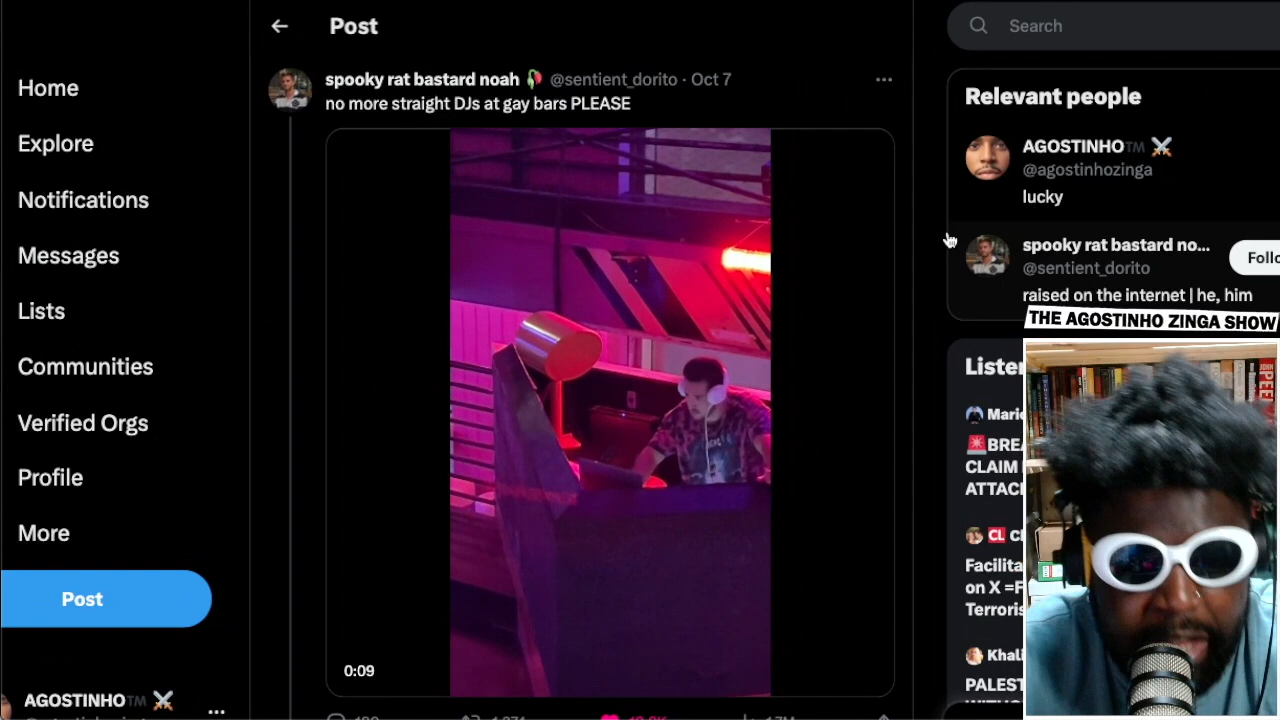 Post
Search
Home
Explore
Notifications
Messages
Lists
Communities
Verified Orgs
Profile
More
Post
AGOSTINHO™ ⚔️
spooky rat bastard noah 🥀 @sentient_dorito · Oct 7
no more straight DJs at gay bars PLEASE
0:09
Relevant people
AGOSTINHO™ ⚔️
@agostinhozinga
lucky
spooky rat bastard no...
@sentient_dorito
raised on the internet | he, him
THE AGOSTINHO ZINGA SHOW
CLAIM
on X =F